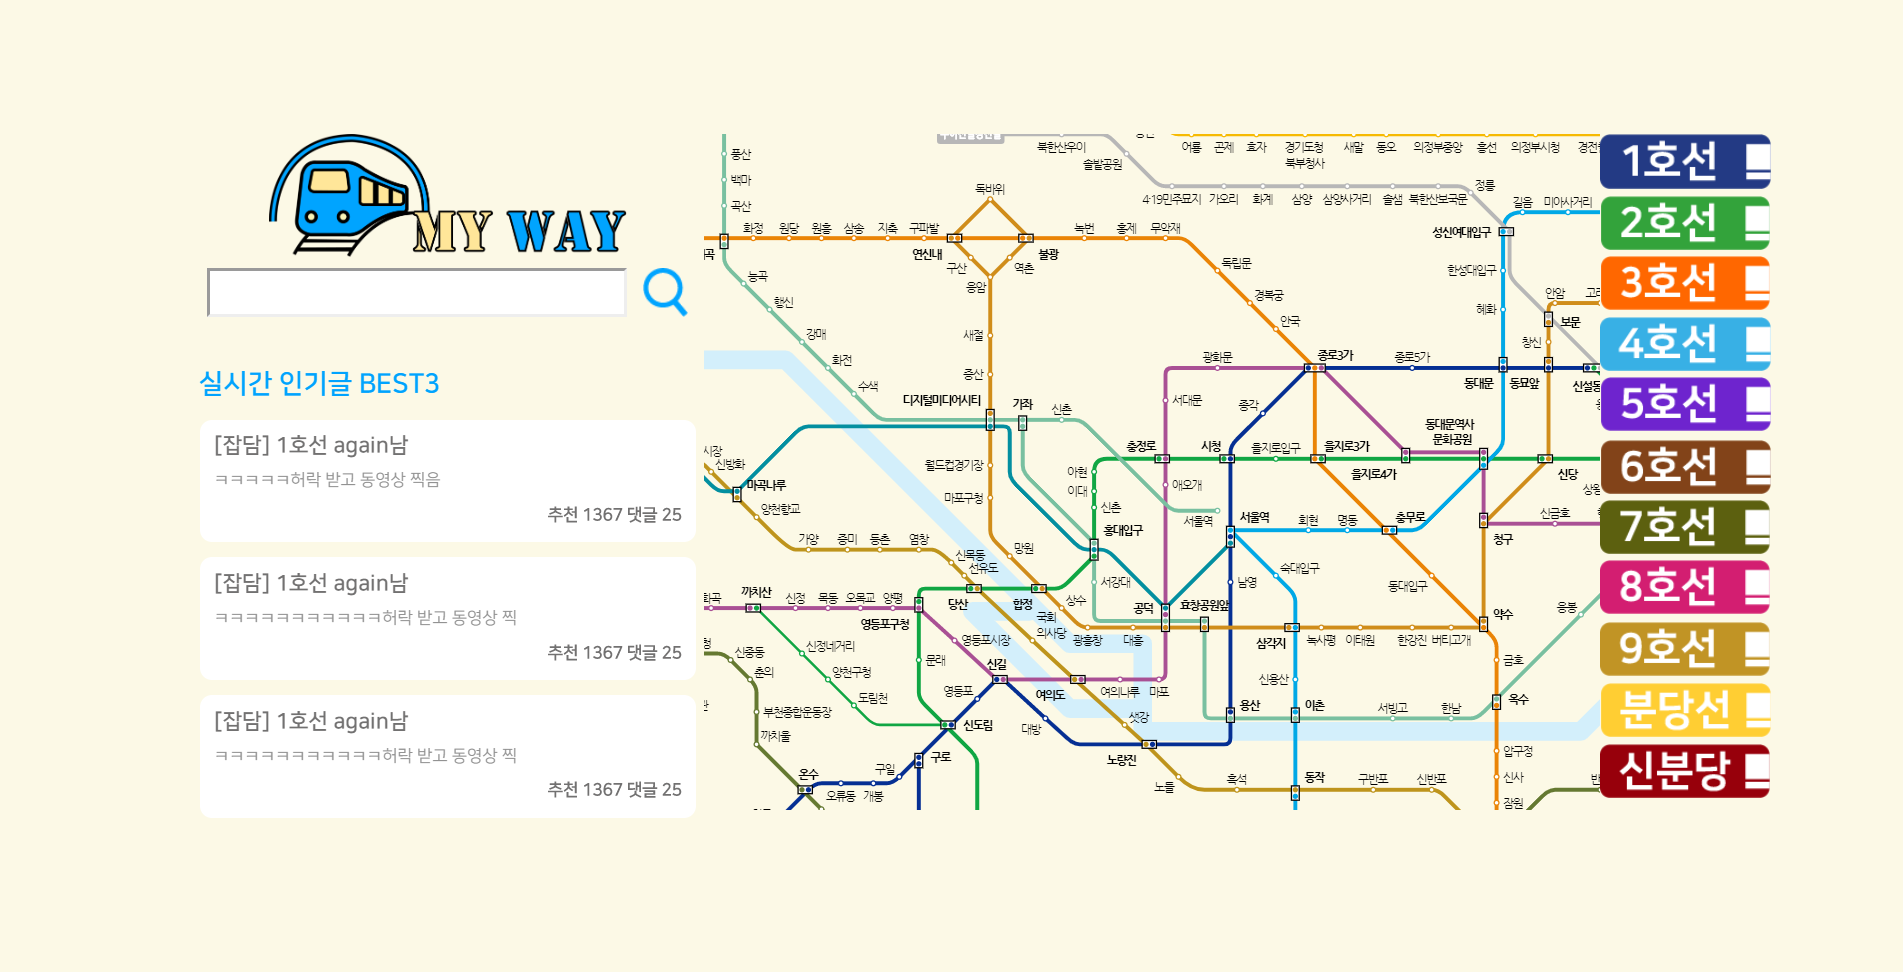 MY WAY
실시간 인기글 BEST3
[잡담] 1호선 again남
ㅋㅋㅋㅋㅋ허락 받고 동영상 찍음
추천 1367 댓글 25
[잡담] 1호선 again남
ㅋㅋㅋㅋㅋㅋㅋㅋㅋㅋㅋ허락 받고 동영상 찍
추천 1367 댓글 25
[잡담] 1호선 again남
ㅋㅋㅋㅋㅋㅋㅋㅋㅋㅋㅋ허락 받고 동영상 찍
추천 1367 댓글 25
풍산
백마
곡산
북한산우이
솔밭공원
어룡 곤제 효자 경기도청 북부청사 새말 동오 의정부중앙 흥선 의정부시청
4·19민주묘지 가오리 화계 삼양 삼양사거리 솔샘 북한산보국문
정릉
길음 미아사거리
독바위
화정 원당 원흥 삼송 지축 구파발
연신내
불광
녹번 홍제 무악재
성신여대입구
구산
역촌
응암
능곡
행신
강매
화전
수색
독립문
경복궁
안국
한성대입구
혜화
안암
보문
창신
새절
증산
디지털미디어시티
가좌
신촌
광화문
종로3가
종로5가
동대문
동묘앞
신설동
서대문
종각
충정로
시청
을지로입구
을지로3가
을지로4가
동대문역사
문화공원
신당
신방화
마곡나루
양천향교
월드컵경기장
마포구청
아현
이대
신촌
애오개
서울역
서울역
회현
명동
충무로
신금호
청구
가양
증미
등촌
염창
신목동
선유도
망원
홍대입구
서강대
남영
숙대입구
동대입구
응봉
까치산
신정
목동
오목교
양평
당산
합정
상수
공덕
효창공원앞
약수
영등포구청
영등포시장
국회
의사당
광흥창
대흥
삼각지
녹사평
이태원
한강진
버티고개
신중동
춘의
신정네거리
양천구청
도림천
문래
신길
금호
부천종합운동장
까치울
영등포
여의도
여의나루
마포
신용산
옥수
신도림
대방
샛강
용산
이촌
서빙고
한남
온수
구일
구로
노량진
압구정
오류동
개봉
노들
흑석
동작
구반포
신반포
신사
잠원
1호선
2호선
3호선
4호선
5호선
6호선
7호선
8호선
9호선
분당선
신분당